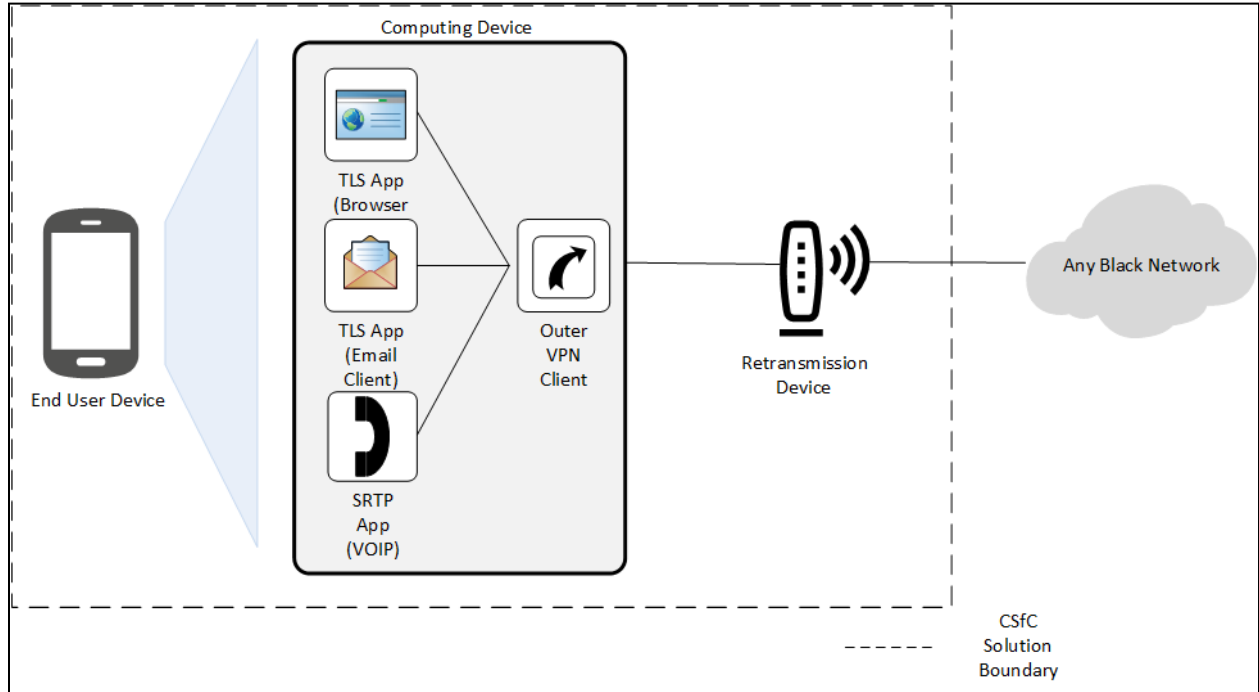 Computing Device
TLS App
(Browser
TLS App
(Email
Client)
SRTP
App
(VOIP)
Outer
VPN
Client
End User Device
Retransmission
Device
Any Black Network
CSfC
Solution
Boundary